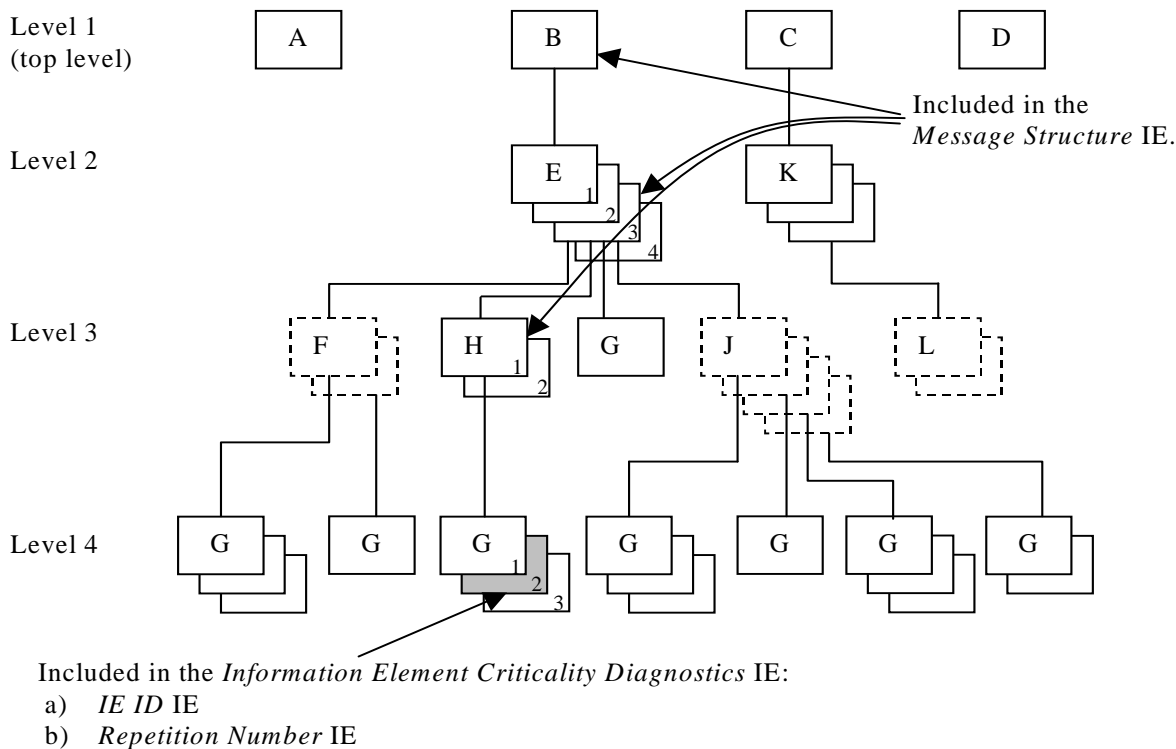 Level 1 A B C D
(top level)
Included in the
Message Structure IE.
Level 2 E K
1
2
3
4
Level 3 F H G J L
1
2
Level 4 G G G G G G G
1
2
3
Included in the Information Element Criticality Diagnostics IE:
a) IE ID IE
b) Repetition Number IE